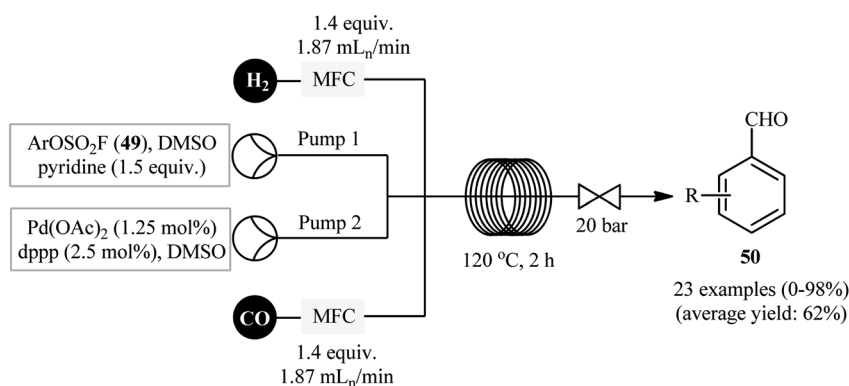 1.4 equiv.
1.87 mLn/min
H2
MFC
ArOSO2F (49), DMSO
pyridine (1.5 equiv.)
Pump 1
Pd(OAc)2 (1.25 mol%)
dppp (2.5 mol%), DMSO
Pump 2
CO
MFC
1.4 equiv.
1.87 mLn/min
120 °C, 2 h
20 bar
CHO
R
50
23 examples (0-98%)
(average yield: 62%)